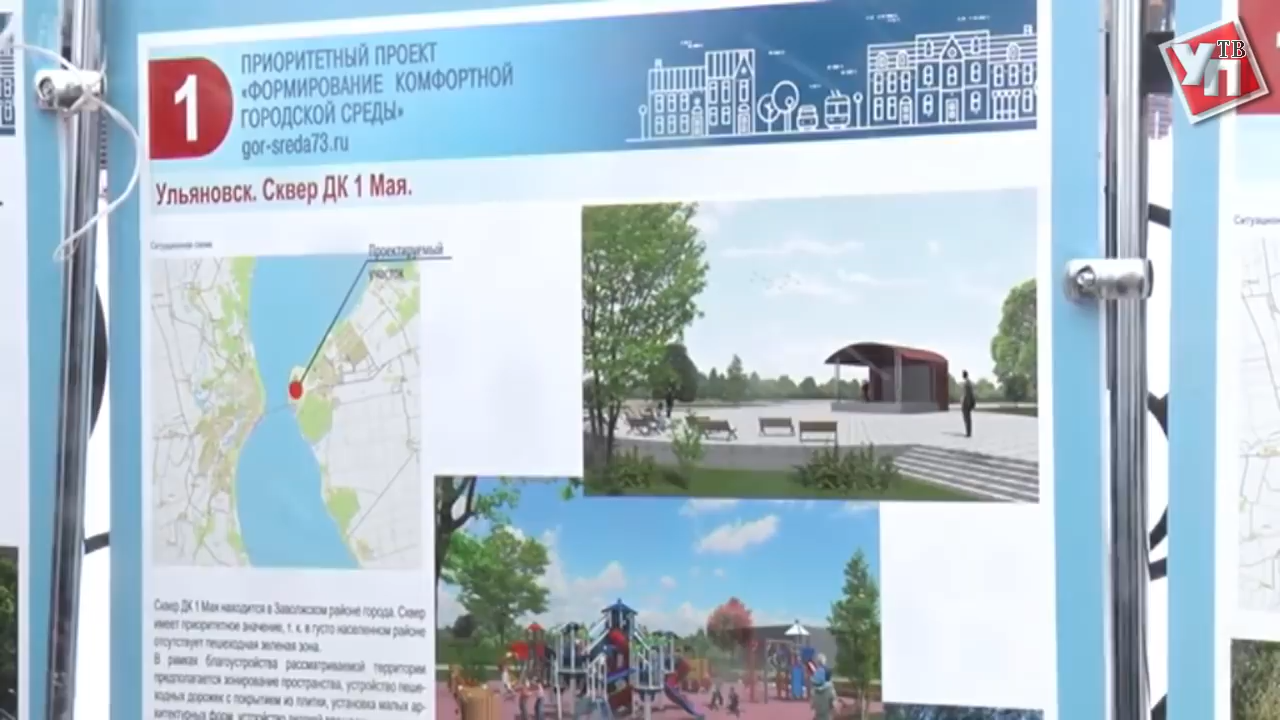 1
ПРИОРИТЕТНЫЙ ПРОЕКТ
«ФОРМИРОВАНИЕ КОМФОРТНОЙ
ГОРОДСКОЙ СРЕДЫ»
gor-sreda73.ru
УП ТВ
Ульяновск. Сквер ДК 1 Мая.
Ситуационная схема
Проектируемый
участок
Сквер ДК 1 Мая находится в Заволжском районе города. Сквер
имеет приоритетное значение, т. к. в густо населенном районе
отсутствует пешеходная зеленая зона.
В рамках благоустройства рассматриваемой территории
предполагается зонирование пространства, устройство пеше-
ходных дорожек с покрытием из плитки, установка малых ар-
хитектурных форм, устройство